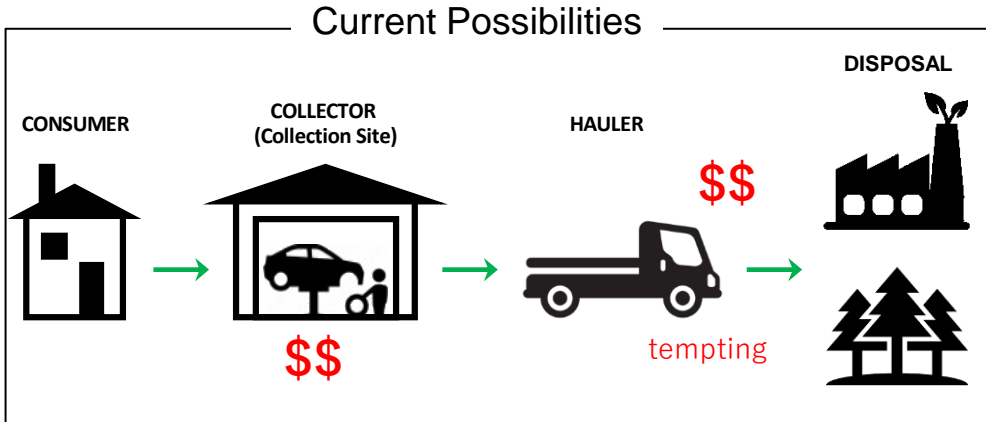 Current Possibilities
CONSUMER
COLLECTOR
(Collection Site)
HAULER
DISPOSAL
$$
$$
tempting